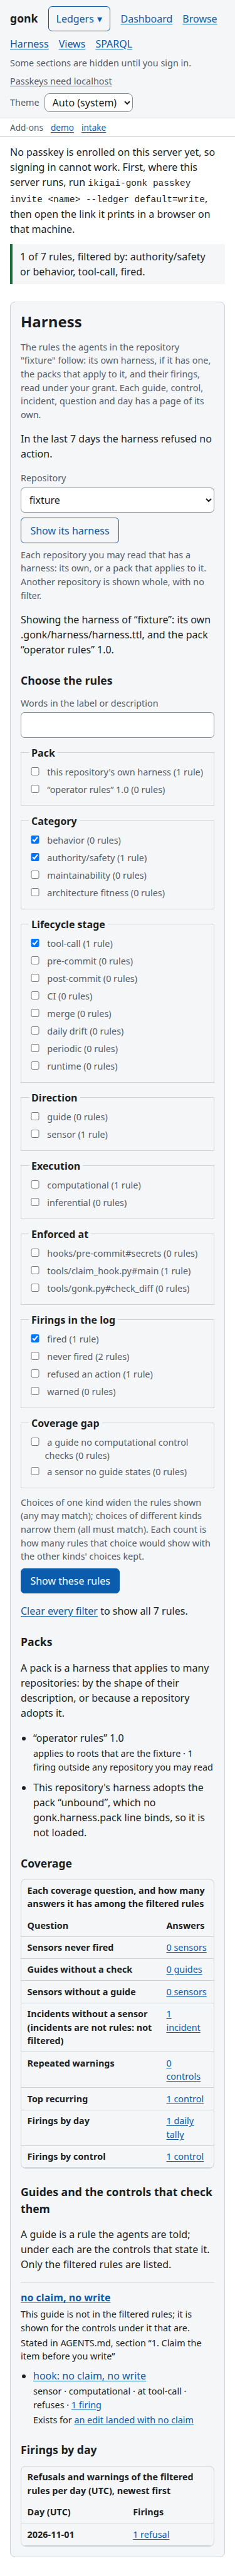 gonk Ledgers ▾ Dashboard Browse
Harness Views SPARQL
Some sections are hidden until you sign in.
Passkeys need localhost
Theme Auto (system)
Add-ons demo intake
No passkey is enrolled on this server yet, so
signing in cannot work. First, where this
server runs, run ikigai-gonk passkey
invite <name> --ledger default=write,
then open the link it prints in a browser on
that machine.
1 of 7 rules, filtered by: authority/safety
or behavior, tool-call, fired.
Harness
The rules the agents in the repository
"fixture" follow: its own harness, if it has one,
the packs that apply to it, and their firings,
read under your grant. Each guide, control,
incident, question and day has a page of its
own.
In the last 7 days the harness refused no
action.
Repository
fixture
Show its harness
Each repository you may read that has a
harness: its own, or a pack that applies to it.
Another repository is shown whole, with no
filter.
Showing the harness of “fixture”: its own
.gonk/harness/harness.ttl, and the pack
“operator rules” 1.0.
Choose the rules
Words in the label or description
Pack
this repository's own harness (1 rule)
“operator rules” 1.0 (0 rules)
Category
behavior (0 rules)
authority/safety (1 rule)
maintainability (0 rules)
architecture fitness (0 rules)
Lifecycle stage
tool-call (1 rule)
pre-commit (0 rules)
post-commit (0 rules)
CI (0 rules)
merge (0 rules)
daily drift (0 rules)
periodic (0 rules)
runtime (0 rules)
Direction
guide (0 rules)
sensor (1 rule)
Execution
computational (1 rule)
inferential (0 rules)
Enforced at
hooks/pre-commit#secrets (0 rules)
tools/claim_hook.py#main (1 rule)
tools/gonk.py#check_diff (0 rules)
Firings in the log
fired (1 rule)
never fired (2 rules)
refused an action (1 rule)
warned (0 rules)
Coverage gap
a guide no computational control
checks (0 rules)
a sensor no guide states (0 rules)
Choices of one kind widen the rules shown
(any may match); choices of different kinds
narrow them (all must match). Each count is
how many rules that choice would show with
the other kinds' choices kept.
Show these rules
Clear every filter to show all 7 rules.
Packs
A pack is a harness that applies to many
repositories: by the shape of their
description, or because a repository
adopts it.
• “operator rules” 1.0
applies to roots that are the fixture · 1
firing outside any repository you may read
• This repository's harness adopts the
pack “unbound”, which no
gonk.harness.pack line binds, so it is
not loaded.
Coverage
Each coverage question, and how many
answers it has among the filtered rules
Question Answers
Sensors never fired 0 sensors
Guides without a check 0 guides
Sensors without a guide 0 sensors
Incidents without a sensor 1
(incidents are not rules: not incident
filtered)
Repeated warnings 0
controls
Top recurring 1 control
Firings by day 1 daily
tally
Firings by control 1 control
Guides and the controls that check
them
A guide is a rule the agents are told;
under each are the controls that state it.
Only the filtered rules are listed.
no claim, no write
This guide is not in the filtered rules; it is
shown for the controls under it that are.
Stated in AGENTS.md, section “1. Claim the
item before you write”
• hook: no claim, no write
sensor · computational · at tool-call ·
refuses · 1 firing
Exists for an edit landed with no claim
Firings by day
Refusals and warnings of the filtered
rules per day (UTC), newest first
Day (UTC) Firings
2026-11-01 1 refusal